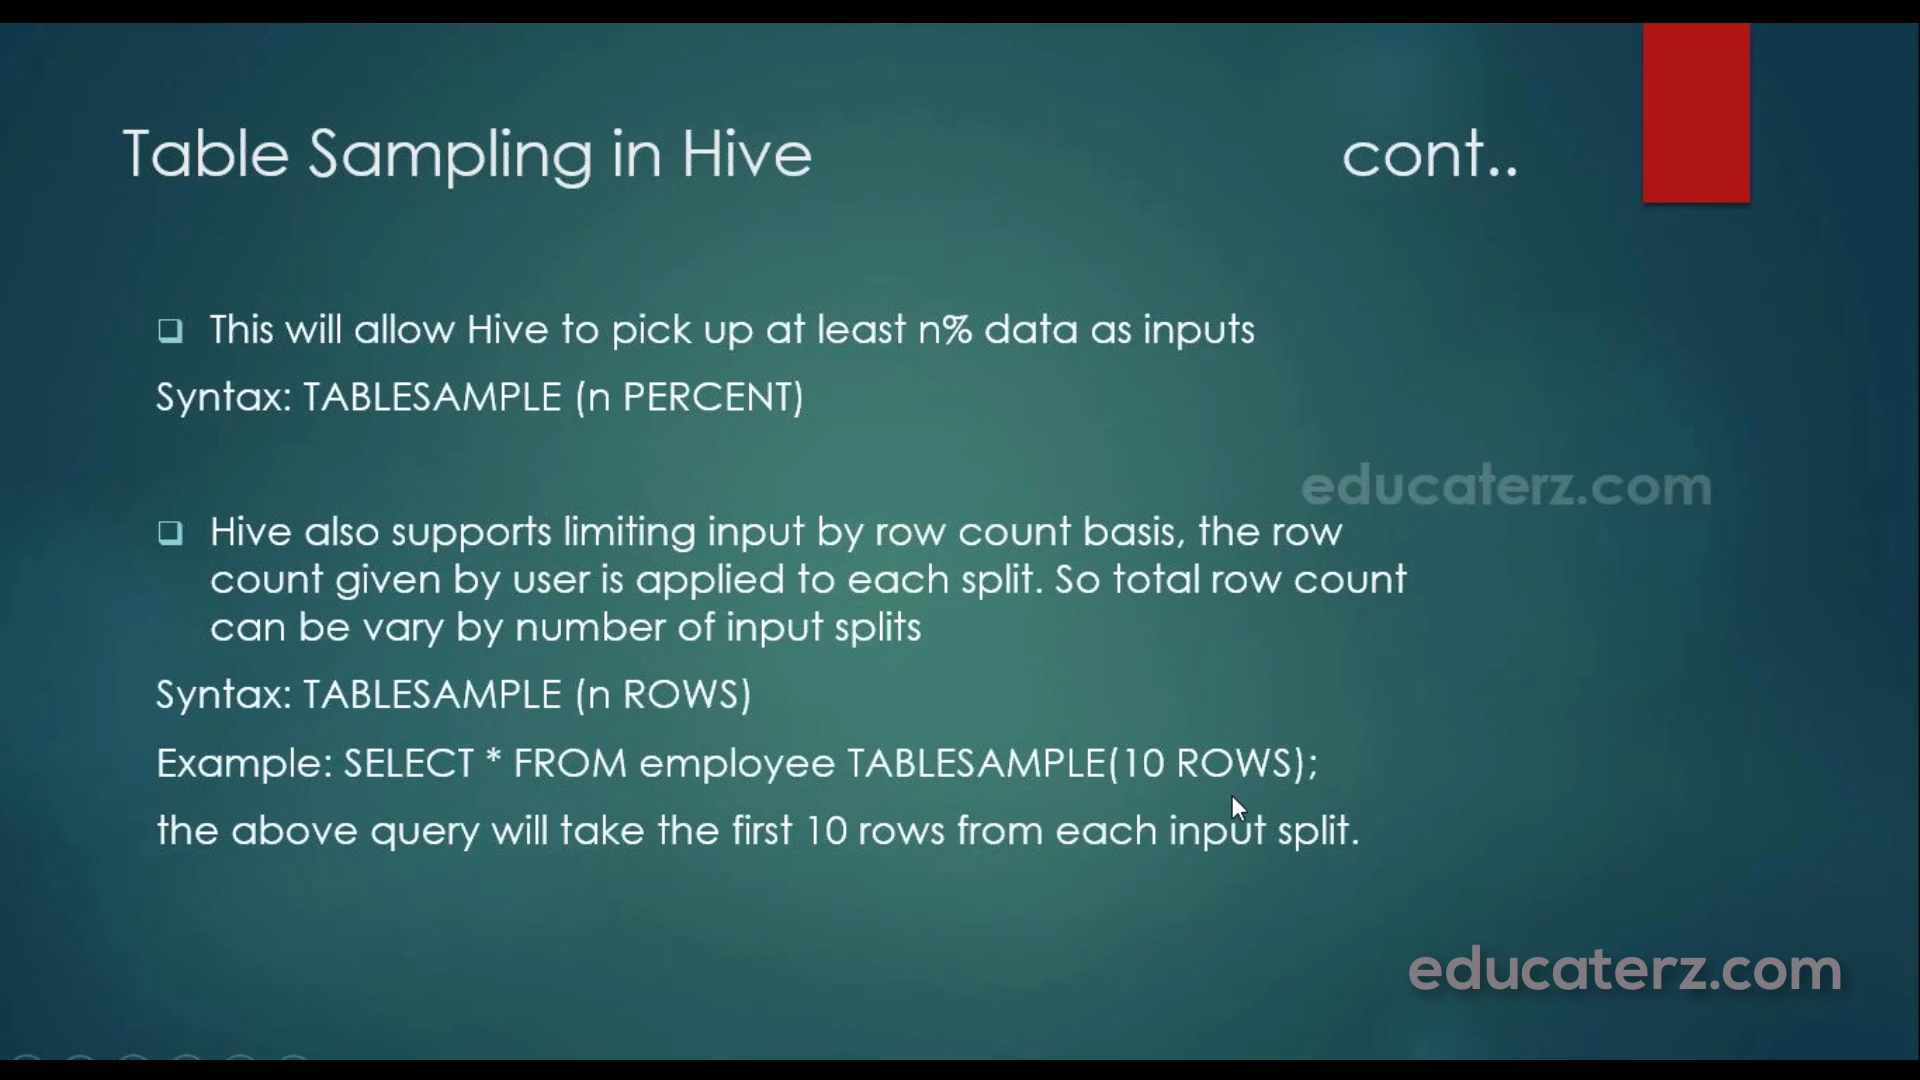 Table Sampling in Hive cont..
This will allow Hive to pick up at least n% data as inputs
Syntax: TABLESAMPLE (n PERCENT)
educaterz.com
Hive also supports limiting input by row count basis, the row
count given by user is applied to each split. So total row count
can be vary by number of input splits
Syntax: TABLESAMPLE (n ROWS)
Example: SELECT * FROM employee TABLESAMPLE(10 ROWS);
the above query will take the first 10 rows from each input split.
educaterz.com